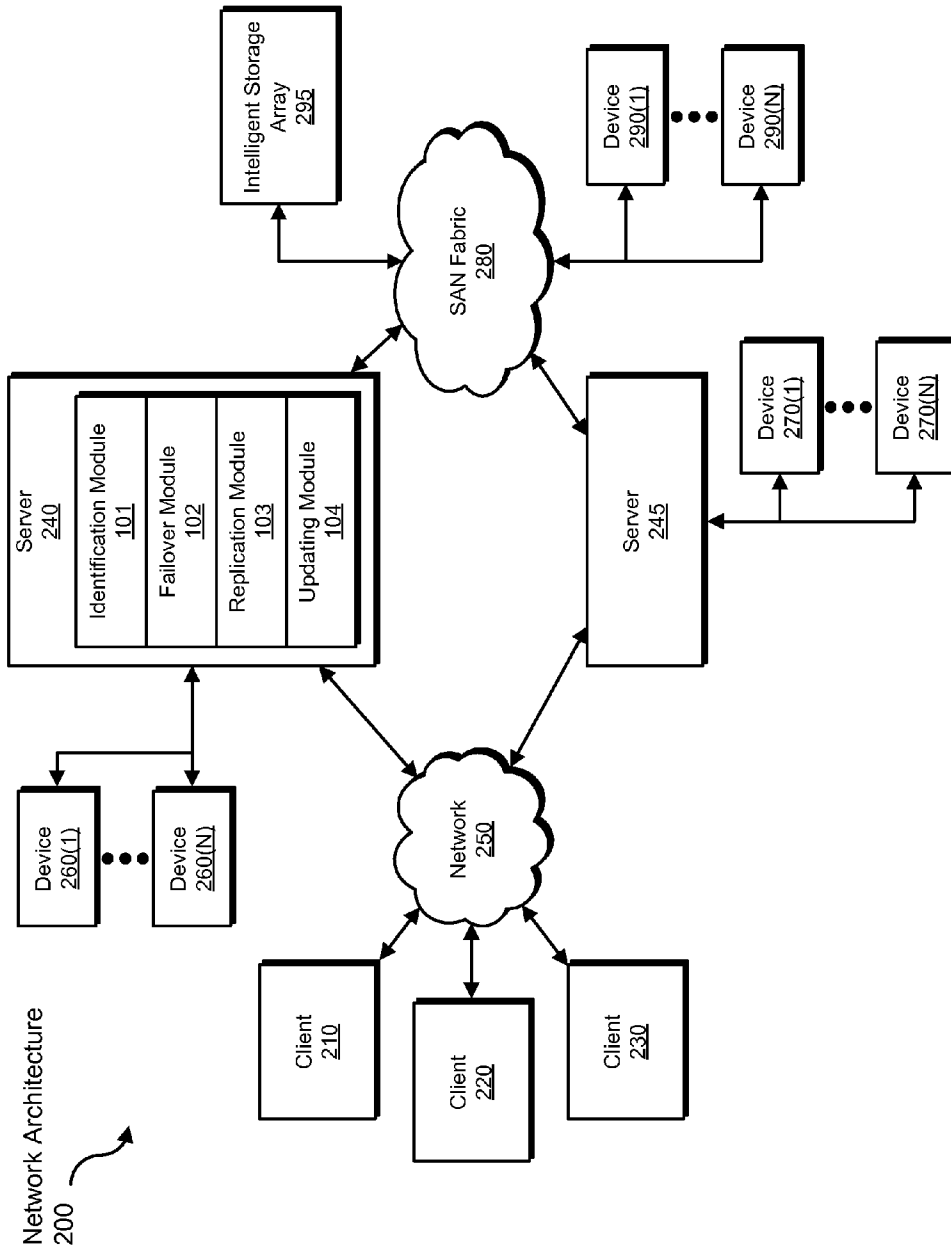 Network Architecture
200
Device
260(1)
Device
260(N)
Server
240
Identification Module
101
Failover Module
102
Replication Module
103
Updating Module
104
Intelligent Storage
Array
295
Client
210
Client
220
Client
230
Network
250
SAN Fabric
280
Server
245
Device
290(1)
Device
290(N)
Device
270(1)
Device
270(N)